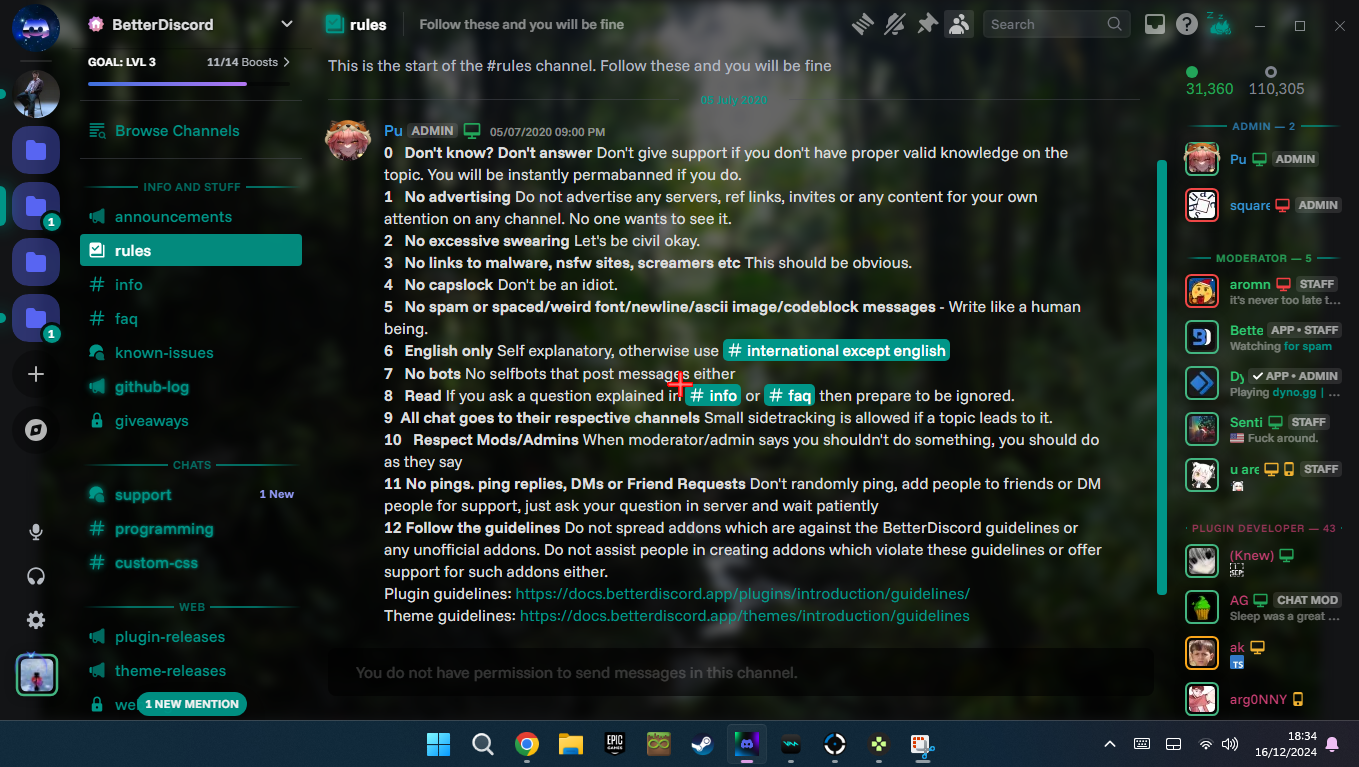 BetterDiscord
GOAL: LVL 3
11/14 Boosts
Browse Channels
INFO AND STUFF
announcements
rules
info
faq
known-issues
github-log
giveaways
CHATS
support
1 New
programming
custom-css
WEB
plugin-releases
theme-releases
we
1 NEW MENTION
1
1
rules
Follow these and you will be fine
Search
This is the start of the #rules channel. Follow these and you will be fine
05 July 2020
Pu ADMIN 05/07/2020 09:00 PM
0 Don't know? Don't answer Don't give support if you don't have proper valid knowledge on the
topic. You will be instantly permabanned if you do.
1 No advertising Do not advertise any servers, ref links, invites or any content for your own
attention on any channel. No one wants to see it.
2 No excessive swearing Let's be civil okay.
3 No links to malware, nsfw sites, screamers etc This should be obvious.
4 No capslock Don't be an idiot.
5 No spam or spaced/weird font/newline/ascii image/codeblock messages - Write like a human
being.
6 English only Self explanatory, otherwise use # international except english
7 No bots No selfbots that post messages either
8 Read If you ask a question explained in # info or # faq then prepare to be ignored.
9 All chat goes to their respective channels Small sidetracking is allowed if a topic leads to it.
10 Respect Mods/Admins When moderator/admin says you shouldn't do something, you should do
as they say
11 No pings. ping replies, DMs or Friend Requests Don't randomly ping, add people to friends or DM
people for support, just ask your question in server and wait patiently
12 Follow the guidelines Do not spread addons which are against the BetterDiscord guidelines or
any unofficial addons. Do not assist people in creating addons which violate these guidelines or offer
support for such addons either.
Plugin guidelines: https://docs.betterdiscord.app/plugins/introduction/guidelines/
Theme guidelines: https://docs.betterdiscord.app/themes/introduction/guidelines
You do not have permission to send messages in this channel.
31,360
110,305
ADMIN — 2
Pu ADMIN
square ADMIN
MODERATOR — 5
aromn STAFF
it's never too late t...
Bette APP • STAFF
Watching for spam
Dy APP • ADMIN
Playing dyno.gg | ...
Senti STAFF
Fuck around.
u are STAFF
PLUGIN DEVELOPER — 43
(Knew)
AG CHAT MOD
Sleep was a great ...
ak
TS
arg0NNY
EPIC
GAMES
18:34
16/12/2024